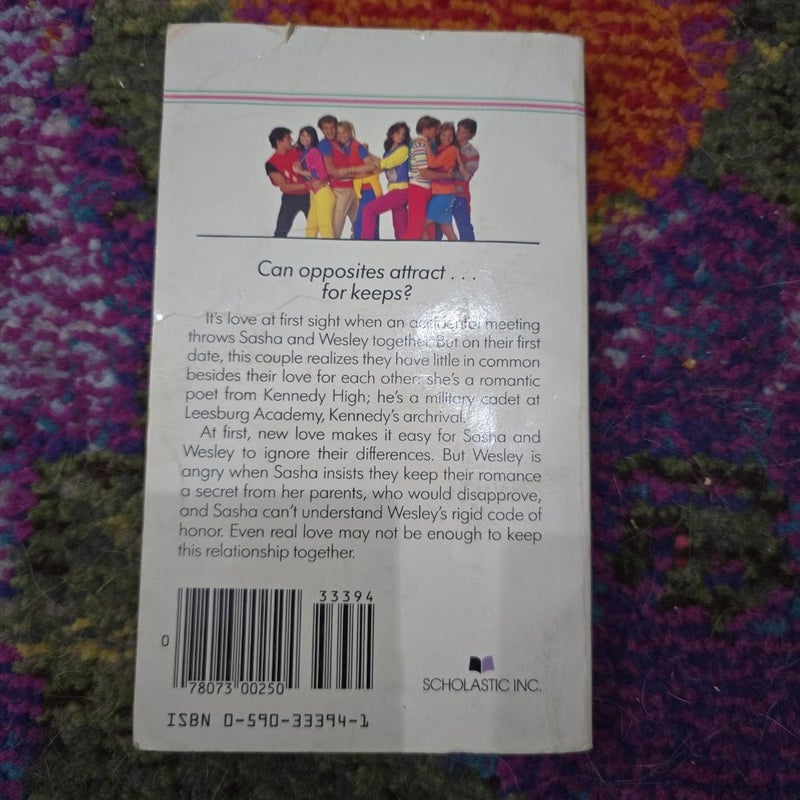 Can opposites attract . . .
for keeps?
It's love at first sight when an accidental meeting
throws Sasha and Wesley together. But on their first
date, this couple realizes they have little in common
besides their love for each other: she's a romantic
poet from Kennedy High; he's a military cadet at
Leesburg Academy, Kennedy's archrival.
At first, new love makes it easy for Sasha and
Wesley to ignore their differences. But Wesley is
angry when Sasha insists they keep their romance
a secret from her parents, who would disapprove,
and Sasha can't understand Wesley's rigid code of
honor. Even real love may not be enough to keep
this relationship together.
33394
0
78073 00250
SCHOLASTIC INC.
ISBN 0-590-33394-1